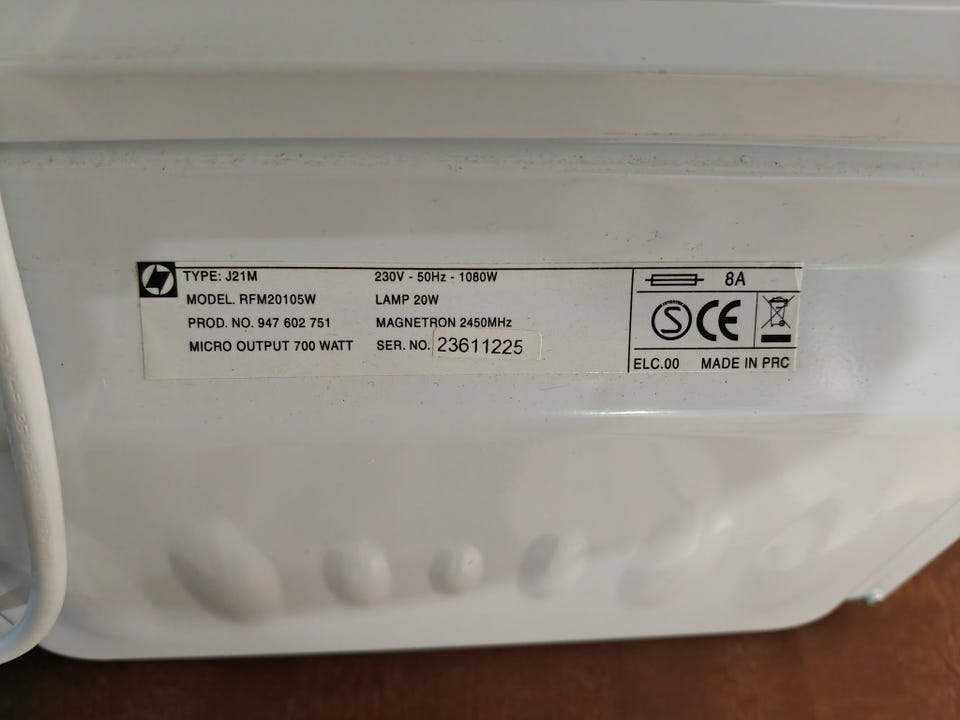 TYPE: J21M 230V - 50Hz - 1080W
MODEL. RFM20105W LAMP 20W
PROD. NO. 947 602 751 MAGNETRON 2450MHz
MICRO OUTPUT 700 WATT SER. NO. 23611225
8A
S CE
ELC.00 MADE IN PRC